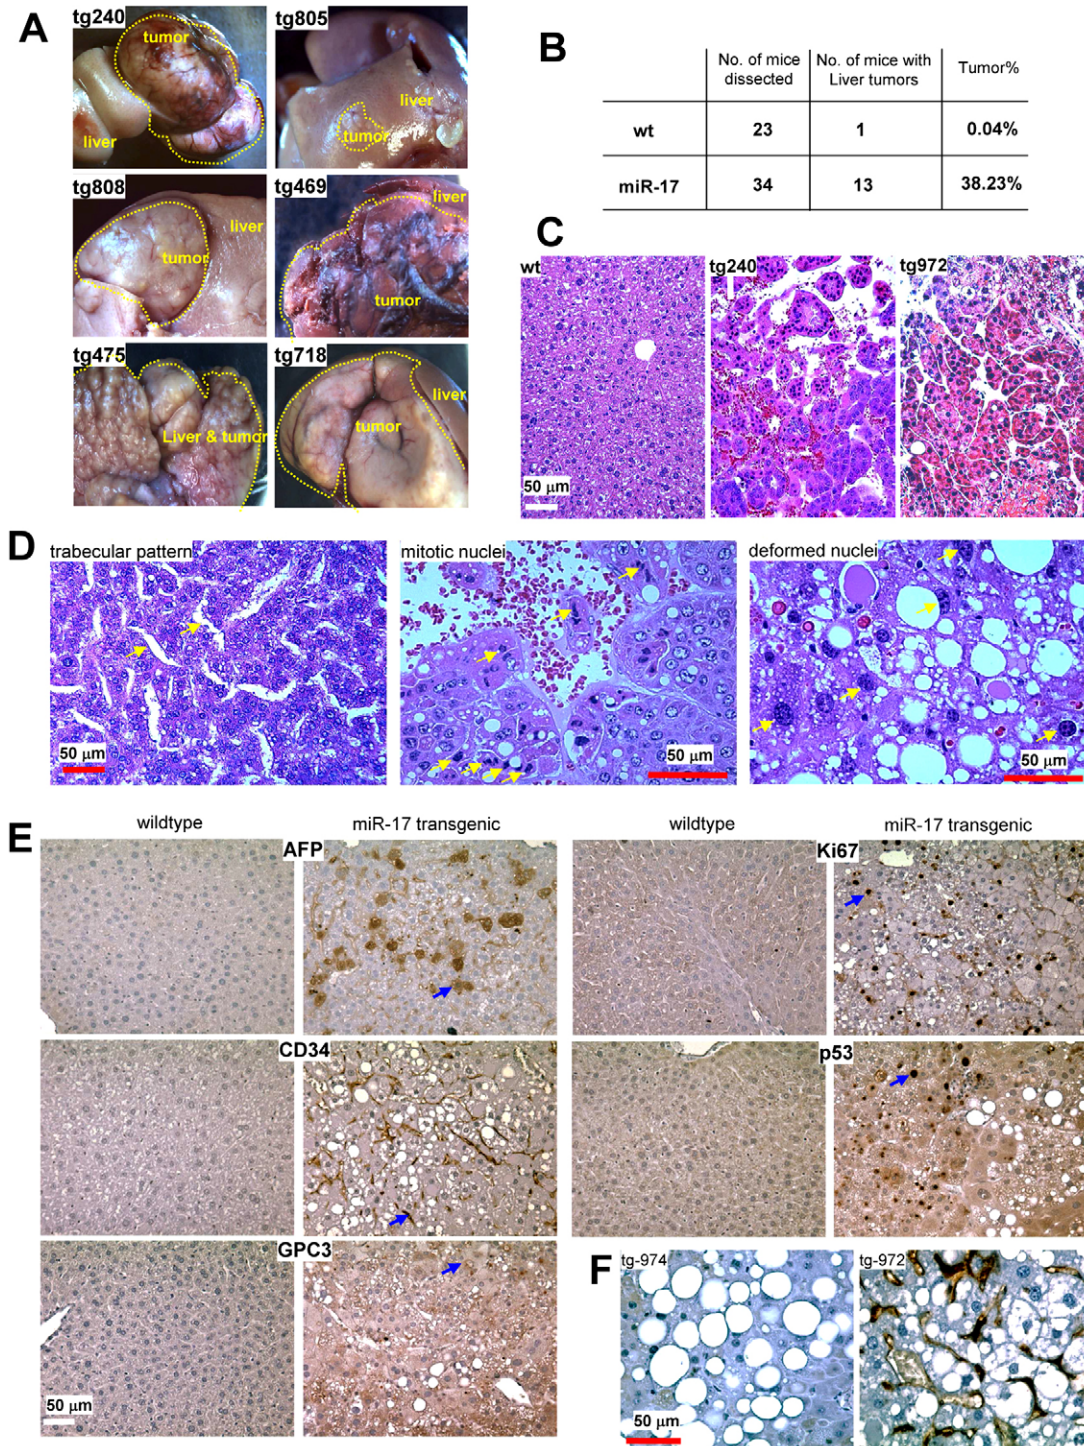 A
tg240
tumor
liver
tg805
liver
tumor
tg808
liver
tumor
tg469
liver
tumor
tg475
Liver & tumor
tg718
liver
tumor
B
No. of mice dissected No. of mice with Liver tumors Tumor%
wt 23 1 0.04%
miR-17 34 13 38.23%
C
wt
50 µm
tg240
tg972
D
trabecular pattern
50 µm
mitotic nuclei
50 µm
deformed nuclei
50 µm
E
wildtype miR-17 transgenic wildtype miR-17 transgenic
AFP
Ki67
CD34
p53
GPC3
50 µm
F
tg-974
50 µm
tg-972